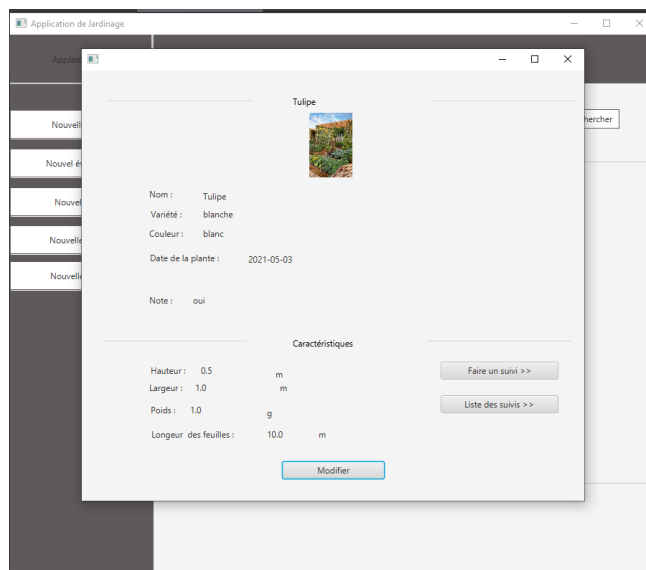 Application de Jardinage
Tulipe
hercher
Nouvell
Nouvel é
Nouvel
Nouvelle
Nouvelle
Nom : Tulipe
Variété : blanche
Couleur : blanc
Date de la plante : 2021-05-03
Note : oui
Caractéristiques
Hauteur : 0.5 m
Faire un suivi >>
Largeur : 1.0 m
Poids : 1.0 g
Liste des suivis >>
Longeur des feuilles : 10.0 m
Modifier